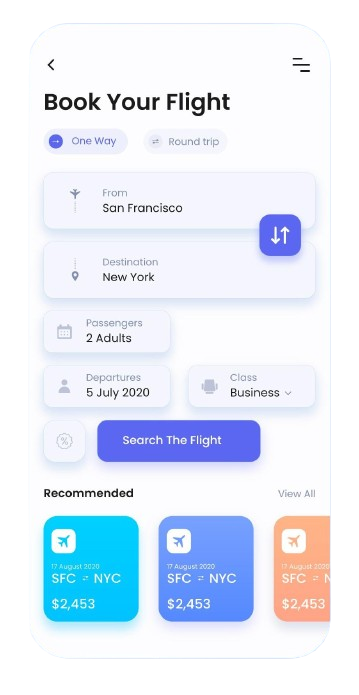 Book Your Flight
One Way
Round trip
From
San Francisco
Destination
New York
Passengers
2 Adults
Departures
5 July 2020
Class
Business
Search The Flight
Recommended
View All
17 August 2020
SFC ⇄ NYC
$2,453
17 August 2020
SFC ⇄ NYC
$2,453
17 August 2020
SFC ⇄ N
$2,453